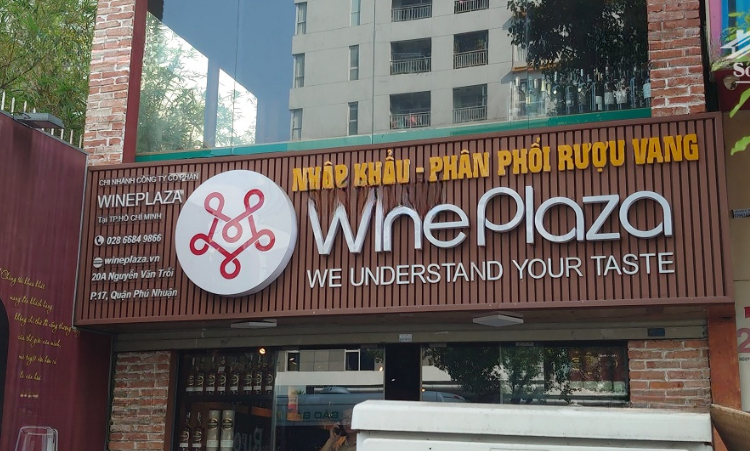 NHẬP KHẨU - PHÂN PHỐI RƯỢU VANG
CHI NHÁNH CÔNG TY CỔ PHẦN
WINEPLAZA
Tại TP.HỒ CHÍ MINH
028 6684 9866
wineplaza.vn
20A Nguyễn Văn Trỗi
P.17, Quận Phú Nhuận
WinePlaza
WE UNDERSTAND YOUR TASTE